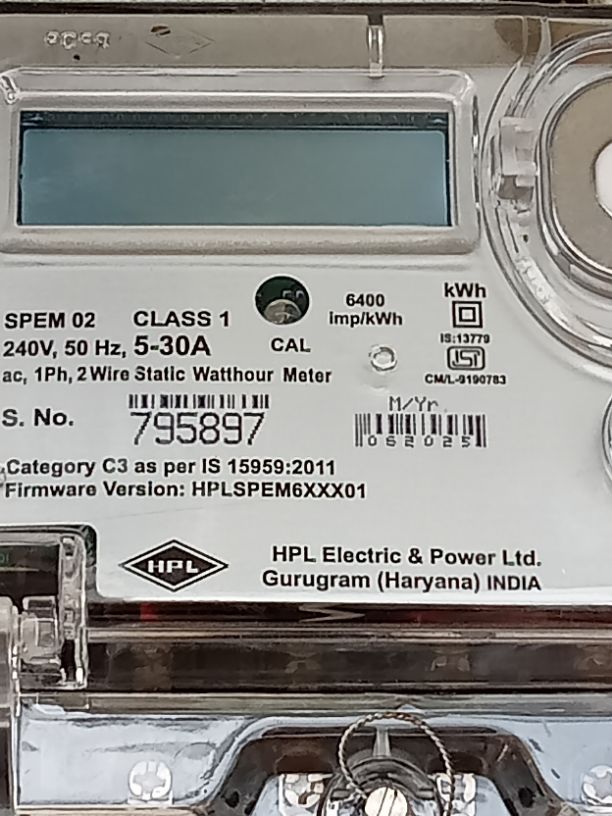 kWh
6400
imp/kWh
SPEM 02 CLASS 1
IS:13779
240V, 50 Hz, 5-30A
CAL
ISI
ac, 1Ph, 2 Wire Static Watthour Meter
CM/L-9190783
S. No. 795897
M/Yr.
062025
Category C3 as per IS 15959:2011
Firmware Version: HPLSPEM6XXX01
HPL
HPL Electric & Power Ltd.
Gurugram (Haryana) INDIA